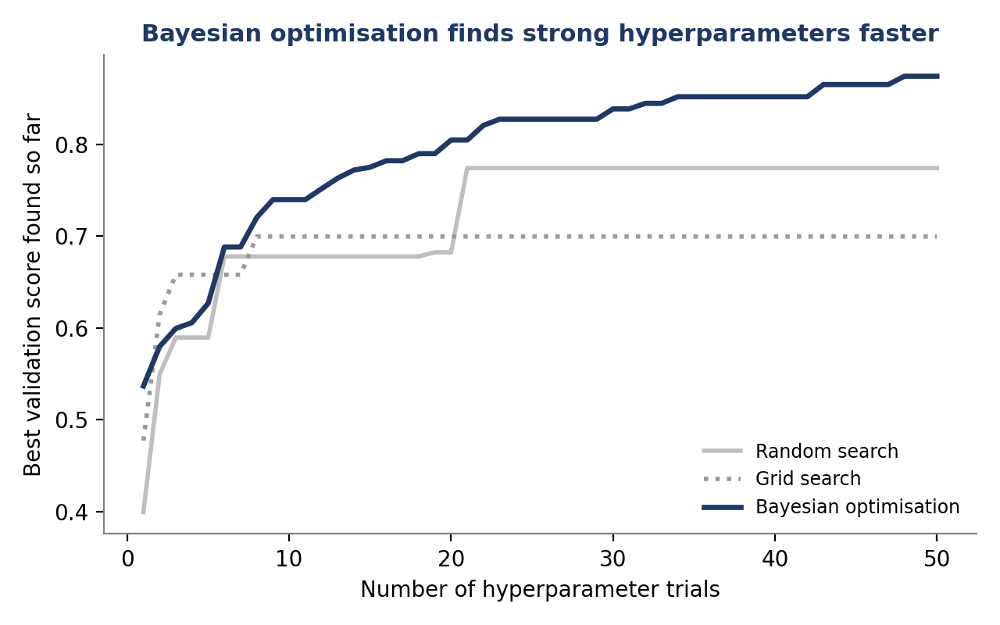 Bayesian optimisation finds strong hyperparameters faster
Best validation score found so far
0.8
0.7
0.6
0.5
0.4
0 10 20 30 40 50
Number of hyperparameter trials
Random search
Grid search
Bayesian optimisation